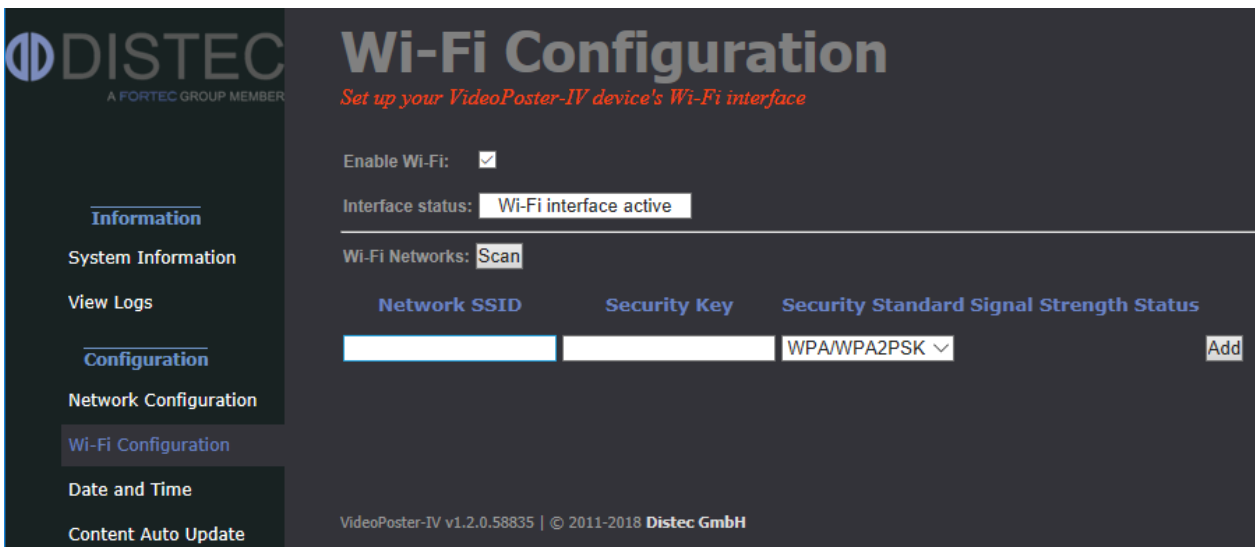 DISTEC
A FORTEC GROUP MEMBER
Information
System Information
View Logs
Configuration
Network Configuration
Wi-Fi Configuration
Date and Time
Content Auto Update
Wi-Fi Configuration
Set up your VideoPoster-IV device's Wi-Fi interface
Enable Wi-Fi:
Interface status: Wi-Fi interface active
Wi-Fi Networks: Scan
Network SSID Security Key Security Standard Signal Strength Status
WPA/WPA2PSK Add
VideoPoster-IV v1.2.0.58835 | © 2011-2018 Distec GmbH